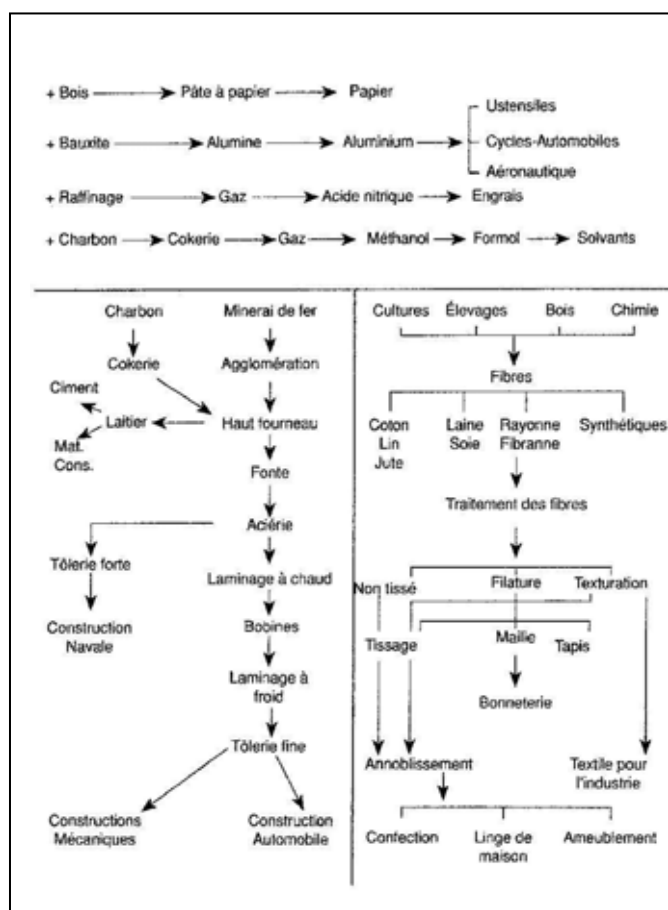 + Bois Pâte à papier Papier
Ustensiles
+ Bauxite Alumine Aluminium Cycles-Automobiles
Aéronautique
+ Raffinage Gaz Acide nitrique Engrais
+ Charbon Cokerie Gaz Méthanol Formol Solvants
Charbon Minerai de fer
Cokerie Agglomération
Ciment
Laitier Haut fourneau
Mat.
Cons.
Fonte
Aciérie
Tôlerie forte
Laminage à chaud
Construction
Navale
Bobines
Laminage à
froid
Tôlerie fine
Constructions
Mécaniques
Construction
Automobile
Cultures Élevages Bois Chimie
Fibres
Coton
Lin
Jute
Laine
Soie
Rayonne
Fibranne
Synthétiques
Traitement des fibres
Non tissé Filature Texturation
Tissage Maille Tapis
Bonneterie
Annoblissement
Textile pour
l'industrie
Confection
Linge de
maison
Ameublement